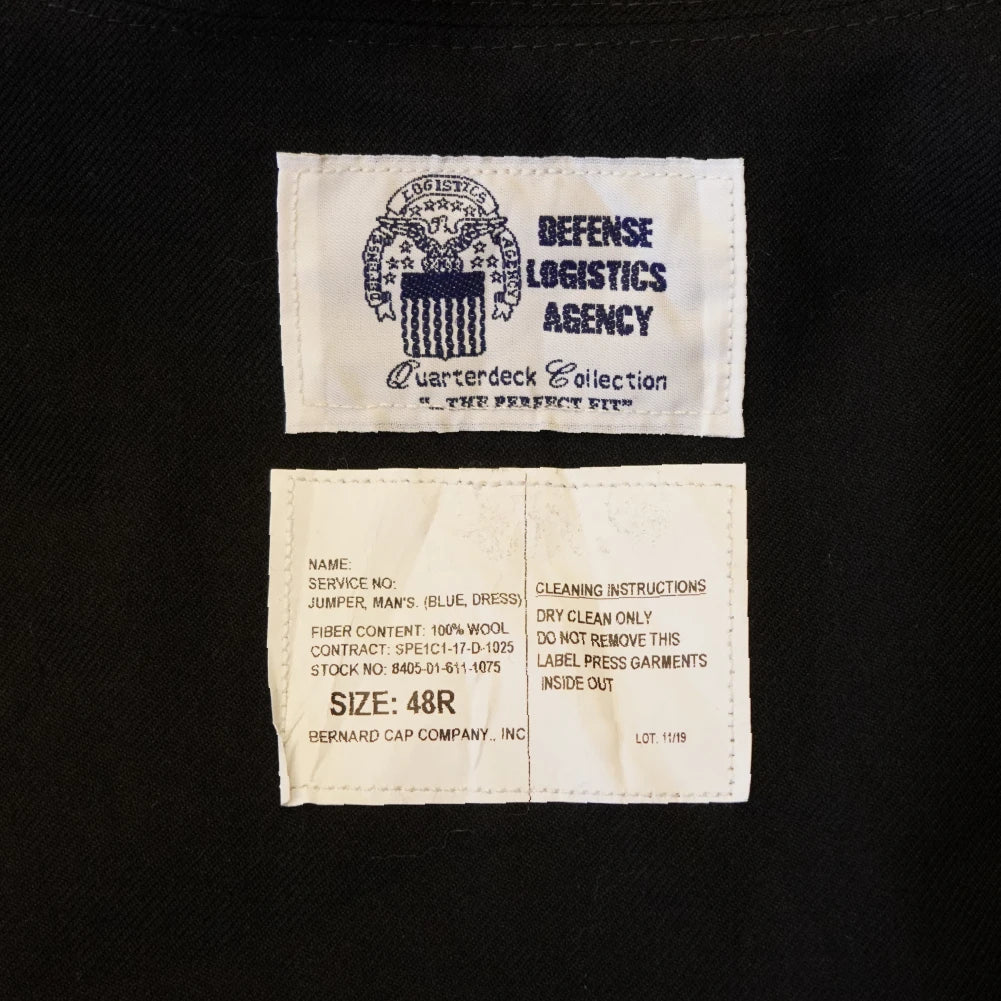 LOGISTICS
DEFENSE
AGENCY
DEFENSE
LOGISTICS
AGENCY
Quarterdeck Collection
"... THE PERFECT FIT"
NAME:
SERVICE NO:
JUMPER, MAN'S. (BLUE, DRESS)
FIBER CONTENT: 100% WOOL
CONTRACT: SPE1C1-17-D-1025
STOCK NO: 8405-01-611-1075
SIZE: 48R
BERNARD CAP COMPANY., INC
CLEANING INSTRUCTIONS
DRY CLEAN ONLY
DO NOT REMOVE THIS
LABEL PRESS GARMENTS
INSIDE OUT
LOT. 11/19